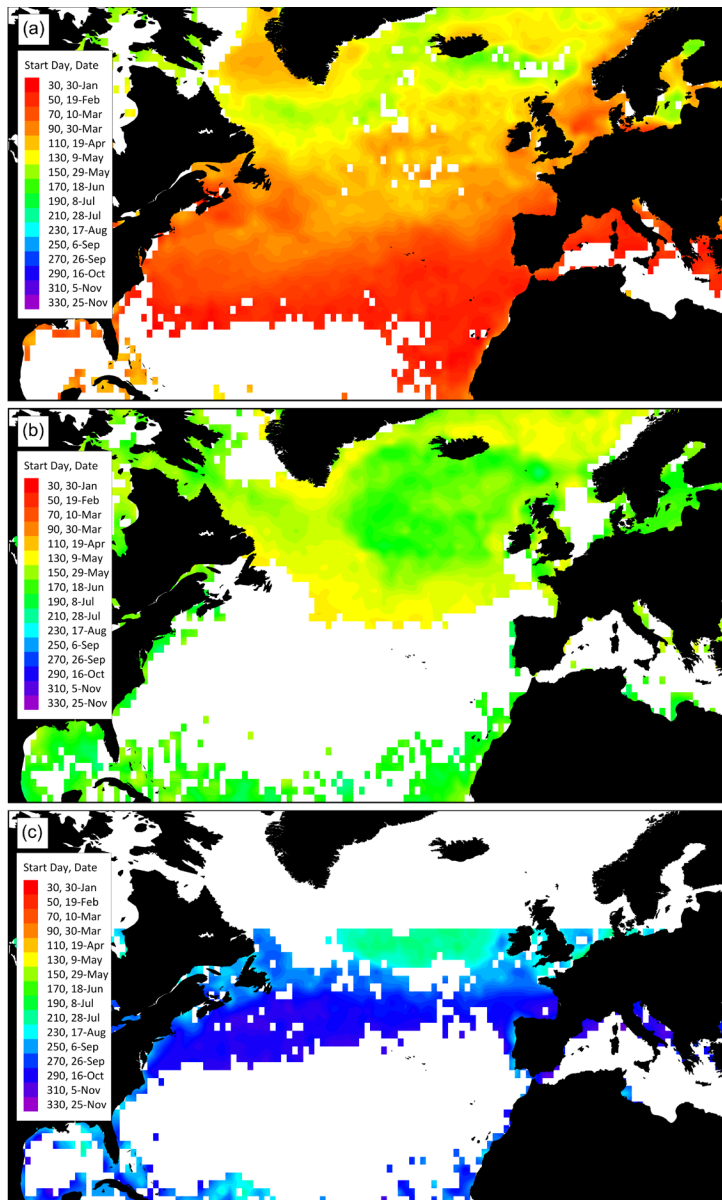 (a)
Start Day, Date
30, 30-Jan
50, 19-Feb
70, 10-Mar
90, 30-Mar
110, 19-Apr
130, 9-May
150, 29-May
170, 18-Jun
190, 8-Jul
210, 28-Jul
230, 17-Aug
250, 6-Sep
270, 26-Sep
290, 16-Oct
310, 5-Nov
330, 25-Nov
(b)
Start Day, Date
30, 30-Jan
50, 19-Feb
70, 10-Mar
90, 30-Mar
110, 19-Apr
130, 9-May
150, 29-May
170, 18-Jun
190, 8-Jul
210, 28-Jul
230, 17-Aug
250, 6-Sep
270, 26-Sep
290, 16-Oct
310, 5-Nov
330, 25-Nov
(c)
Start Day, Date
30, 30-Jan
50, 19-Feb
70, 10-Mar
90, 30-Mar
110, 19-Apr
130, 9-May
150, 29-May
170, 18-Jun
190, 8-Jul
210, 28-Jul
230, 17-Aug
250, 6-Sep
270, 26-Sep
290, 16-Oct
310, 5-Nov
330, 25-Nov